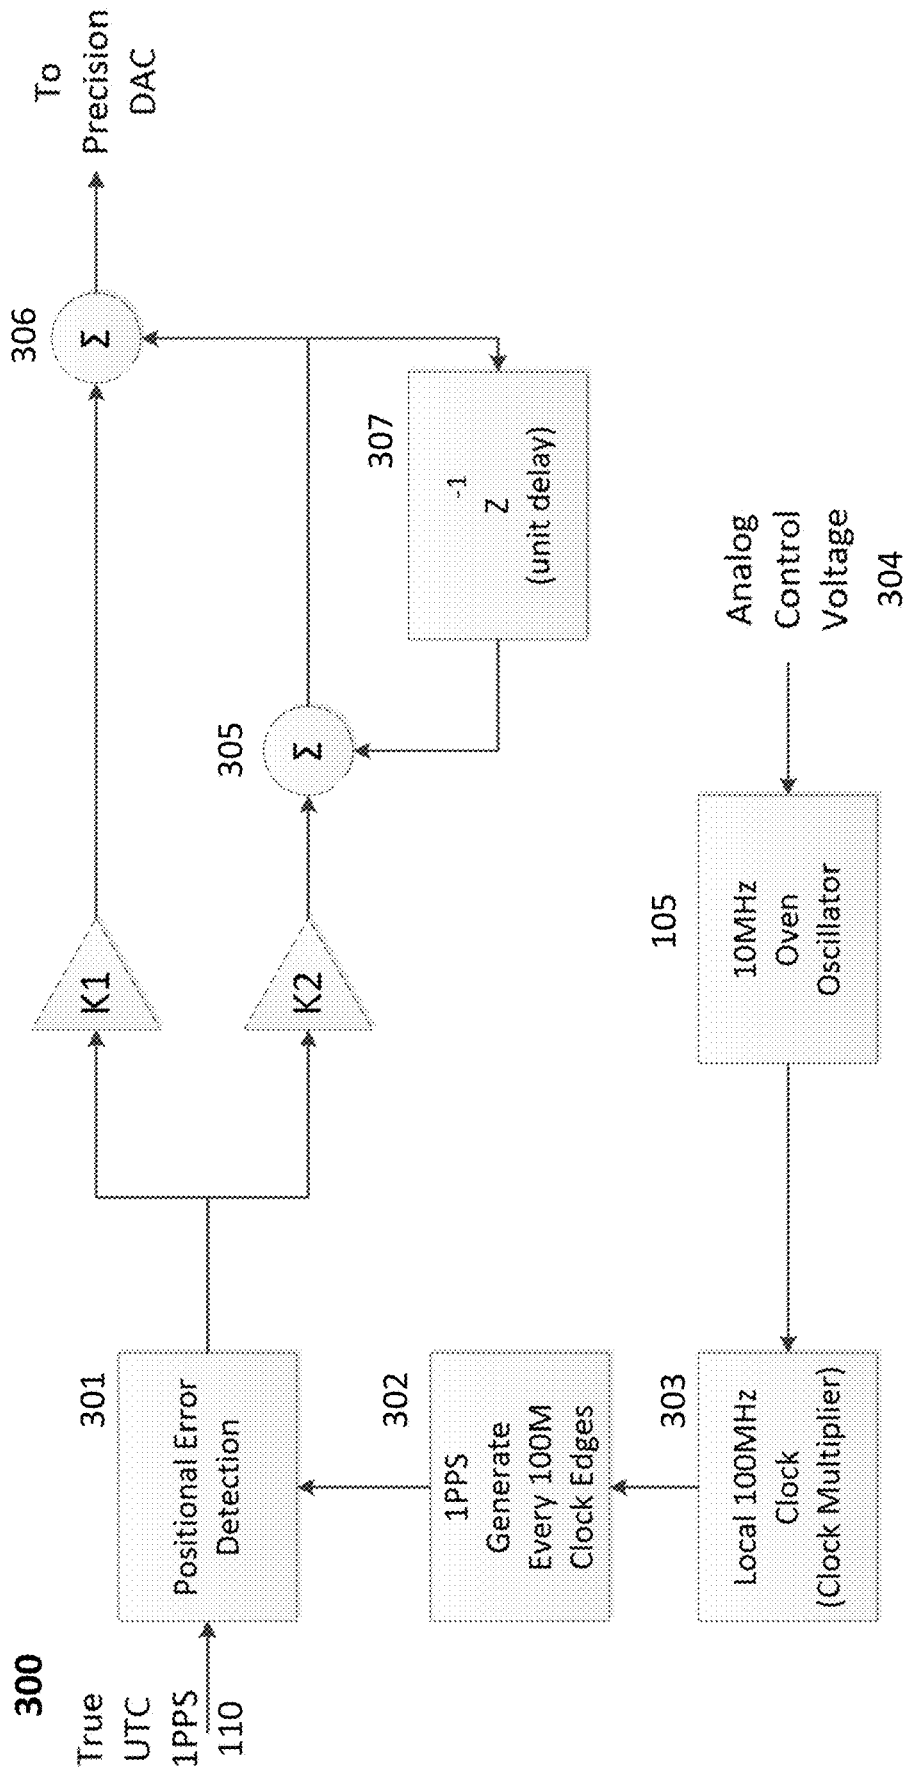 300
True
UTC
1PPS
110
301
Positional Error
Detection
K1
306
Σ
To
Precision
DAC
K2
305
Σ
307
-1
Z
(unit delay)
302
1PPS
Generate
Every 100M
Clock Edges
303
Local 100MHz
Clock
(Clock Multiplier)
105
10MHz
Oven
Oscillator
Analog
Control
Voltage
304